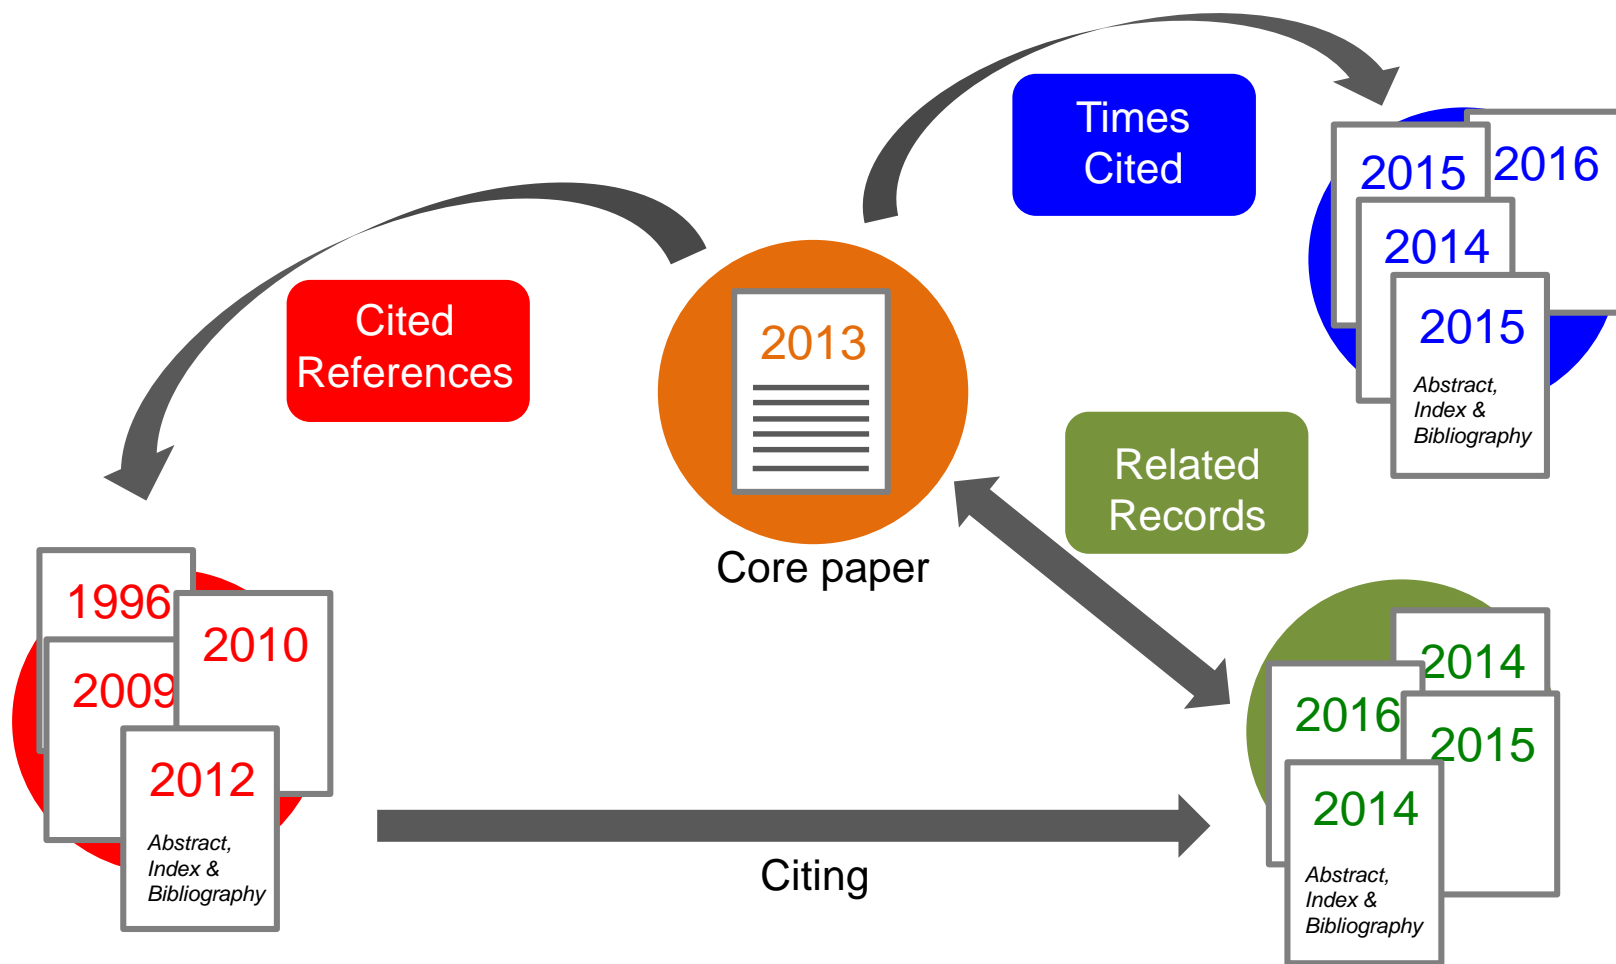 Times
Cited
2015
2016
2014
2015
Abstract,
Index &
Bibliography
Cited
References
2013
Core paper
Related
Records
1996
2010
2009
2012
Abstract,
Index &
Bibliography
Citing
2014
2016
2015
2014
Abstract,
Index &
Bibliography